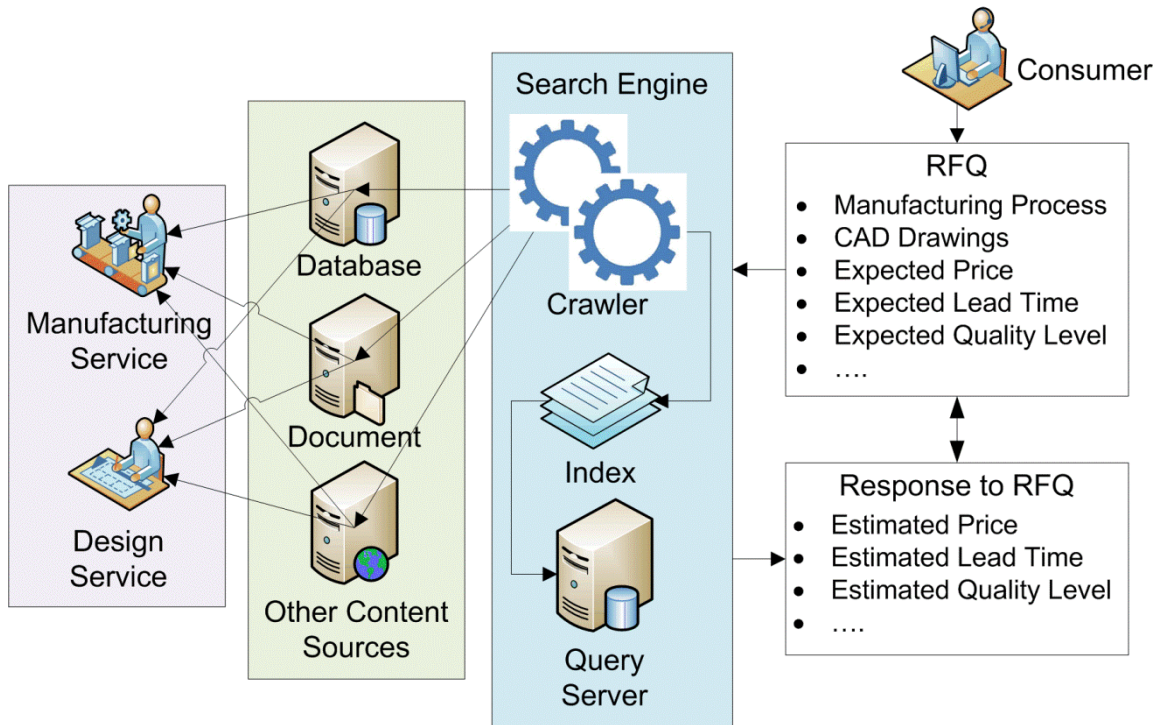 Consumer
Search Engine
RFQ
• Manufacturing Process
• CAD Drawings
• Expected Price
• Expected Lead Time
• Expected Quality Level
• ….
Database
Crawler
Manufacturing
Service
Document
Index
Response to RFQ
• Estimated Price
• Estimated Lead Time
• Estimated Quality Level
• ….
Design
Service
Other Content
Sources
Query
Server